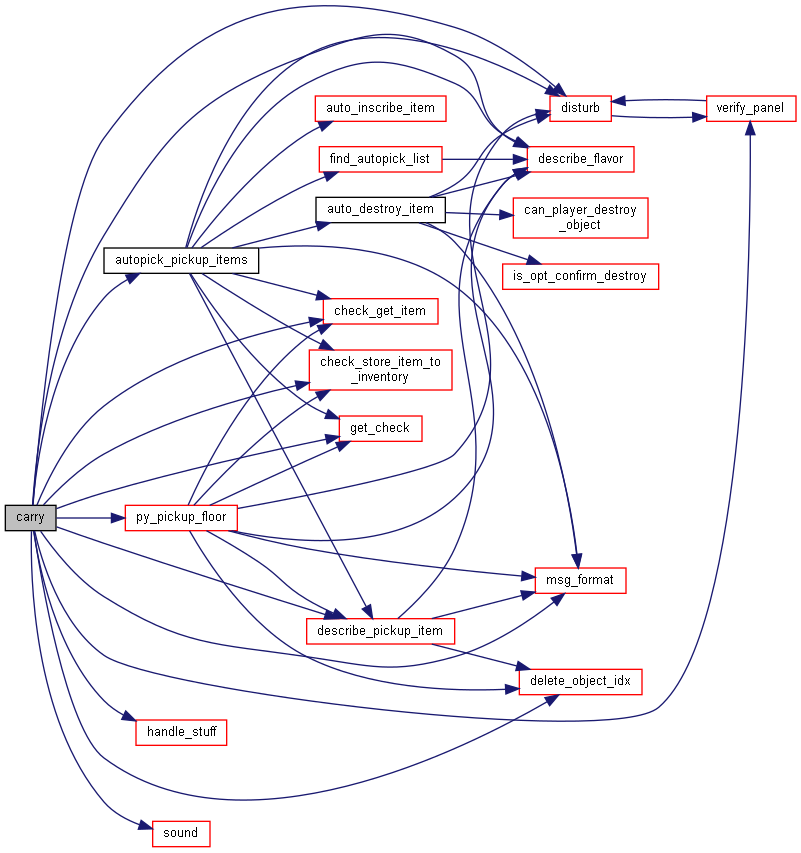 disturb
verify_panel
auto_inscribe_item
find_autopick_list
describe_flavor
auto_destroy_item
can_player_destroy
_object
autopick_pickup_items
is_opt_confirm_destroy
check_get_item
check_store_item_to
_inventory
get_check
carry
py_pickup_floor
msg_format
describe_pickup_item
delete_object_idx
handle_stuff
sound